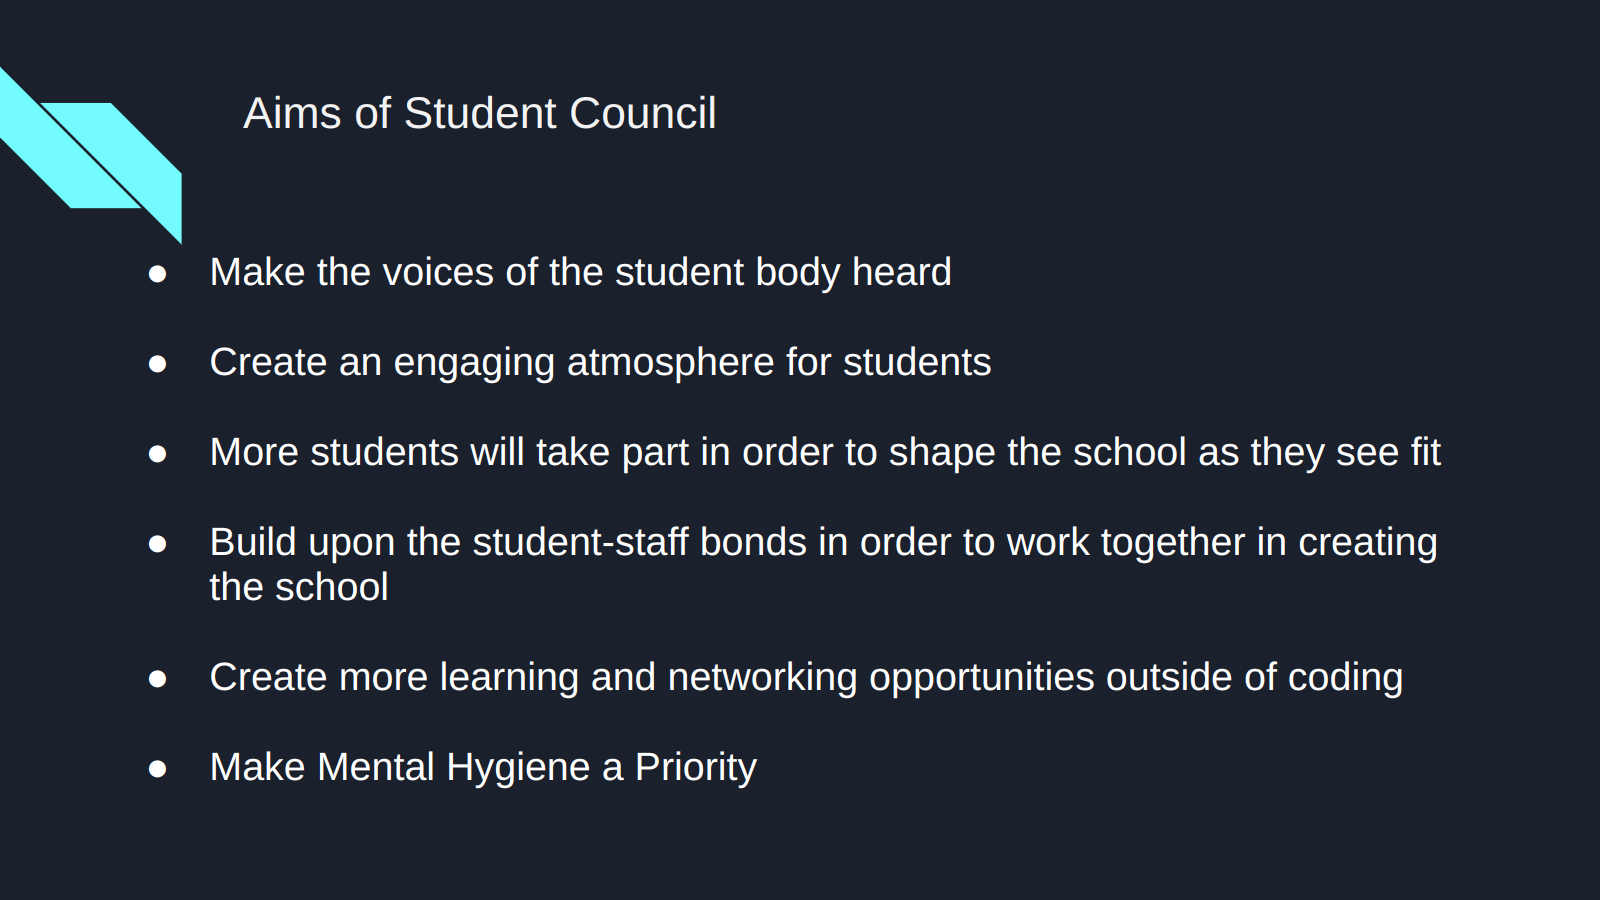 Aims of Student Council
● Make the voices of the student body heard
● Create an engaging atmosphere for students
● More students will take part in order to shape the school as they see fit
● Build upon the student-staff bonds in order to work together in creating
the school
● Create more learning and networking opportunities outside of coding
● Make Mental Hygiene a Priority